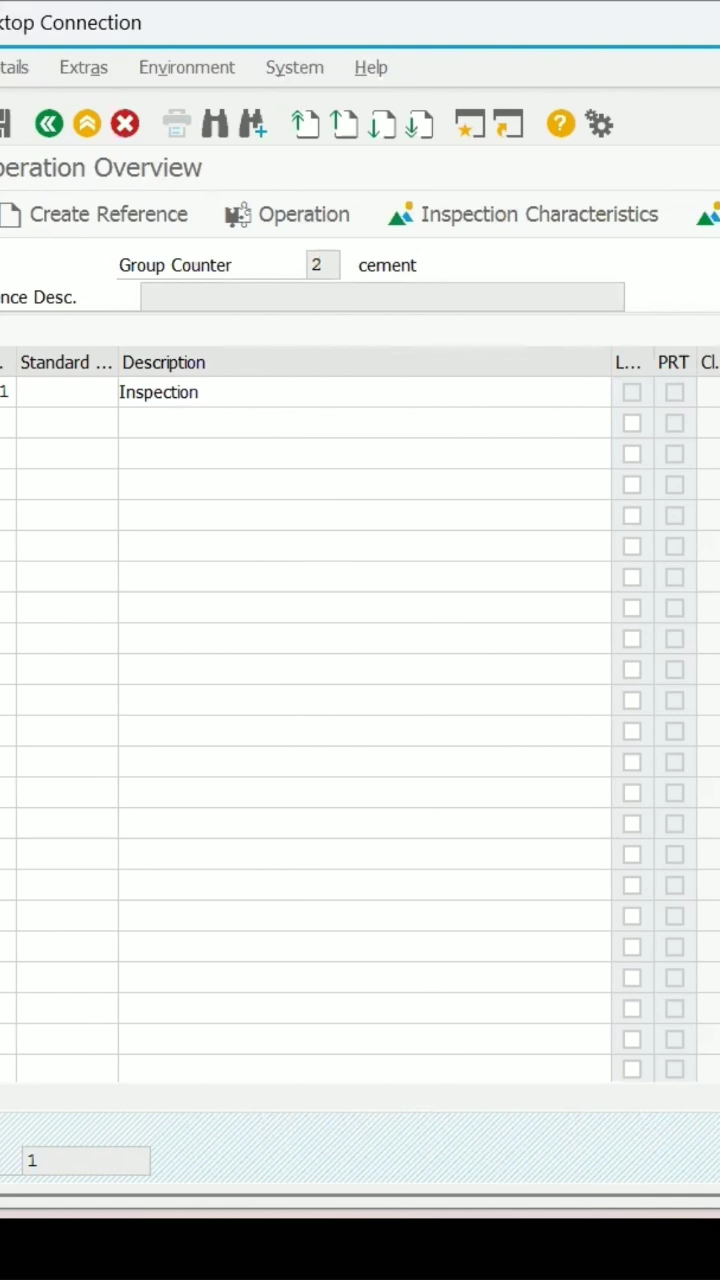 ktop Connection
tails Extras Environment System Help
peration Overview
Create Reference Operation Inspection Characteristics
Group Counter 2 cement
nce Desc.
. Standard ... Description L... PRT Cl.
1 Inspection
1